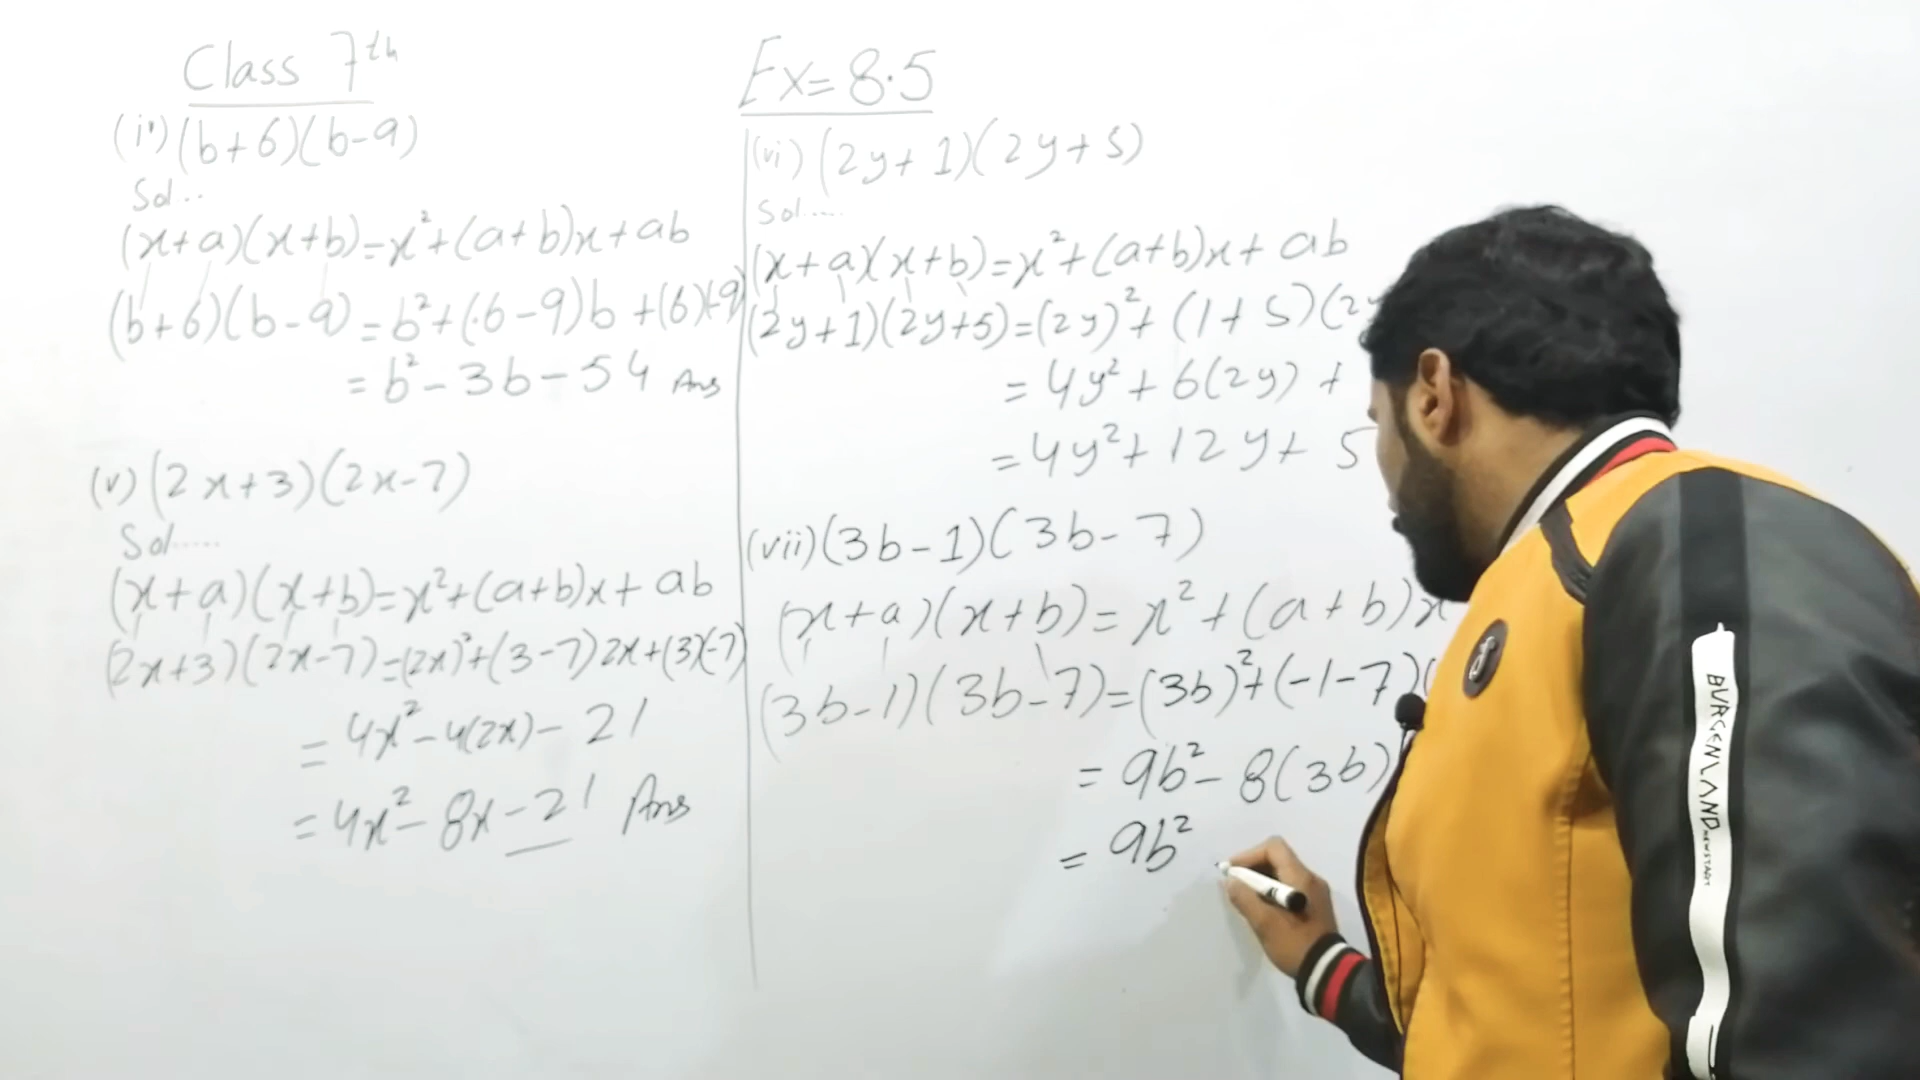 Class 7th
(iv) (b+6)(b-9)
Sol..
(x+a)(x+b)=x²+(a+b)x+ab
(b+6)(b-9)=b²+(6-9)b+(6)(-9)
=b²-3b-54 Ans
(v) (2x+3)(2x-7)
Sol.....
(x+a)(x+b)=x²+(a+b)x+ab
(2x+3)(2x-7)=(2x)²+(3-7)2x+(3)(-7)
=4x²-4(2x)-21
=4x²-8x-21 Ans
Ex=8.5
(vi) (2y+1)(2y+5)
Sol.....
(x+a)(x+b)=x²+(a+b)x+ab
(2y+1)(2y+5)=(2y)²+(1+5)(2y
=4y²+6(2y)+
=4y²+12y+5
(vii) (3b-1)(3b-7)
(x+a)(x+b)=x²+(a+b)x
(3b-1)(3b-7)=(3b)²+(-1-7)(
=9b²-8(3b)
=9b²
BURGENLAND
NEWSTART